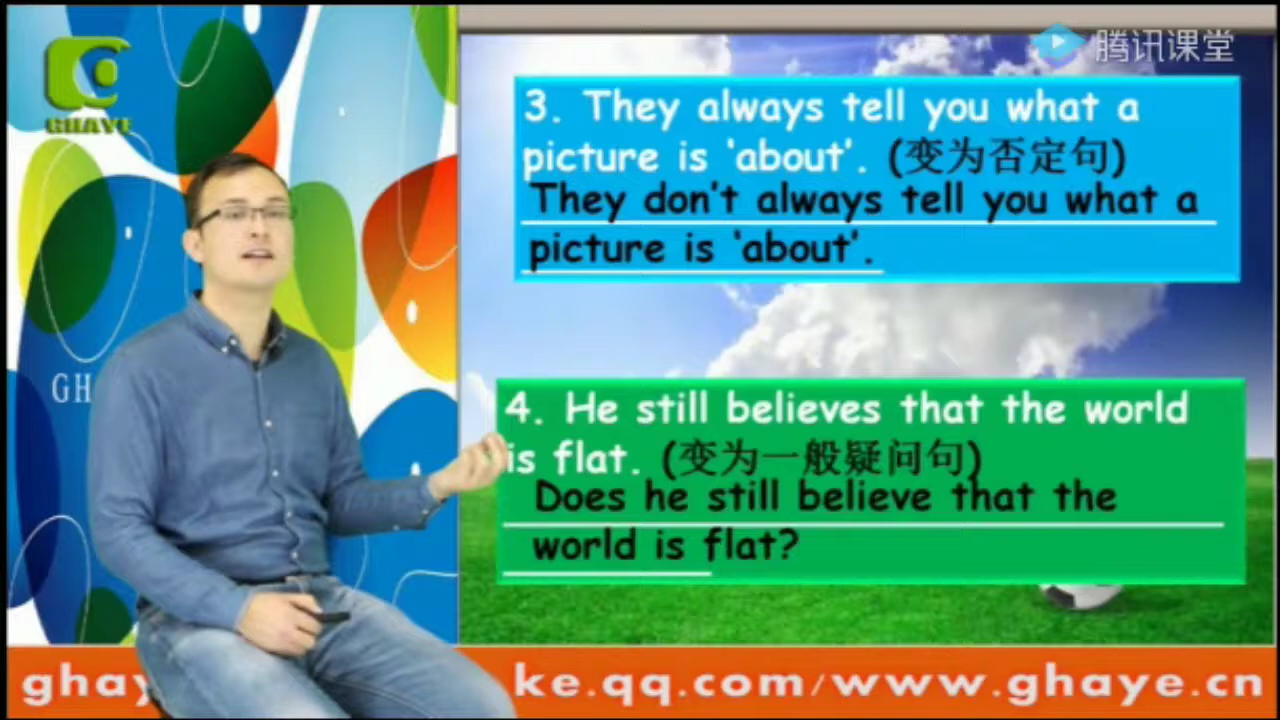 GHAYE
腾讯课堂
3. They always tell you what a
picture is ‘about’. (变为否定句)
They don’t always tell you what a
picture is ‘about’.
GH
4. He still believes that the world
is flat. (变为一般疑问句)
Does he still believe that the
world is flat?
ghay ke.qq.com/www.ghaye.cn